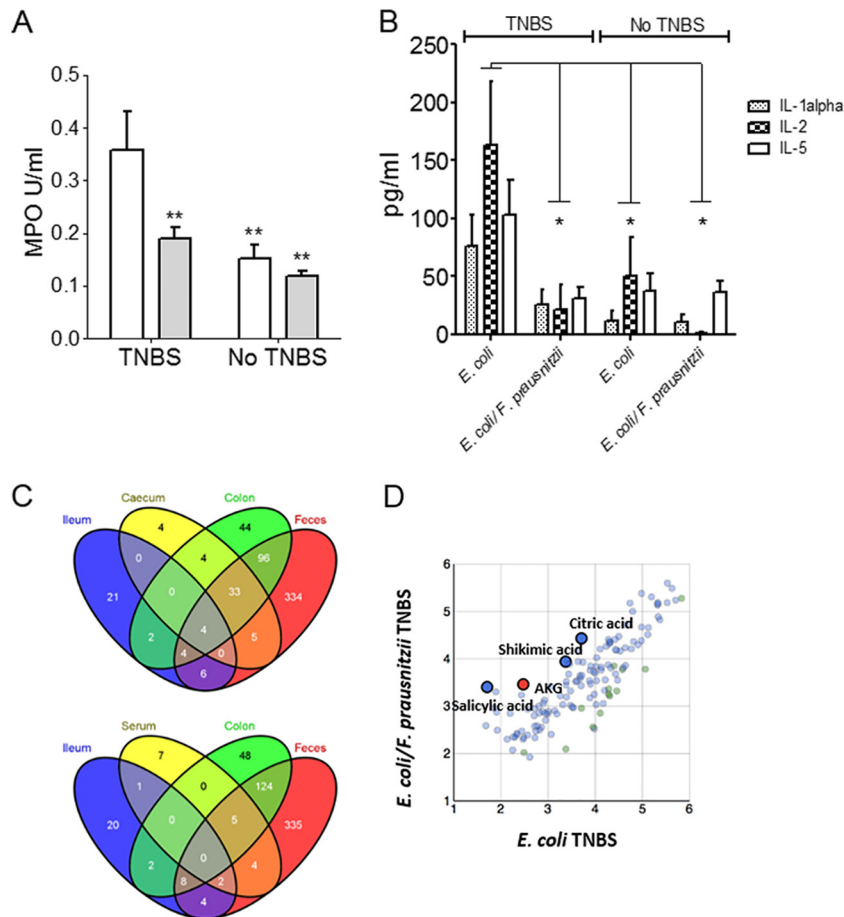 A
MPO U/ml
0.5
0.4
0.3
0.2
0.1
0.0
**
**
**
TNBS
No TNBS
B
TNBS
No TNBS
pg/ml
250
200
150
100
50
0
*
*
*
IL-1alpha
IL-2
IL-5
E. coli
E. coli/ F. prausnitzii
E. coli
E. coli/ F. prausnitzii
C
Caecum
Colon
Ileum
Feces
4
44
0
4
96
21
0
33
334
4
2
4
0
5
6
Serum
Colon
Ileum
Feces
7
48
1
0
124
20
0
5
335
0
2
8
2
4
4
D
E. coli/F. prausnitzii TNBS
6
5
4
3
2
1
Citric acid
Shikimic acid
AKG
Salicylic acid
1
2
3
4
5
6
E. coli TNBS